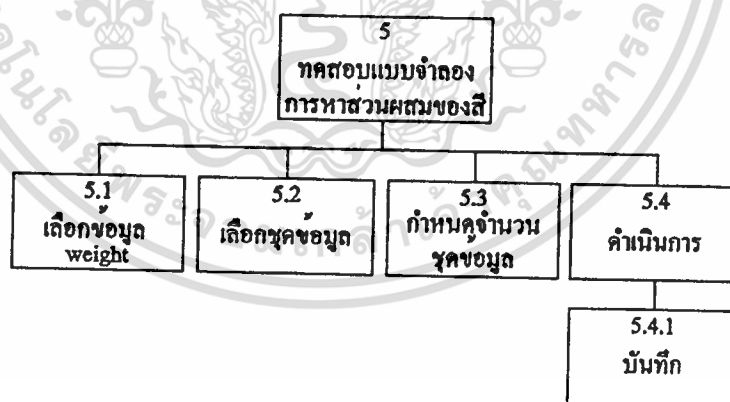 5
ทดสอบแบบจำลอง
การหาส่วนผสมของสี
5.1
เลือกข้อมูล
weight
5.2
เลือกชุดข้อมูล
5.3
กำหนดจำนวน
ชุดข้อมูล
5.4
ดำเนินการ
5.4.1
บันทึก